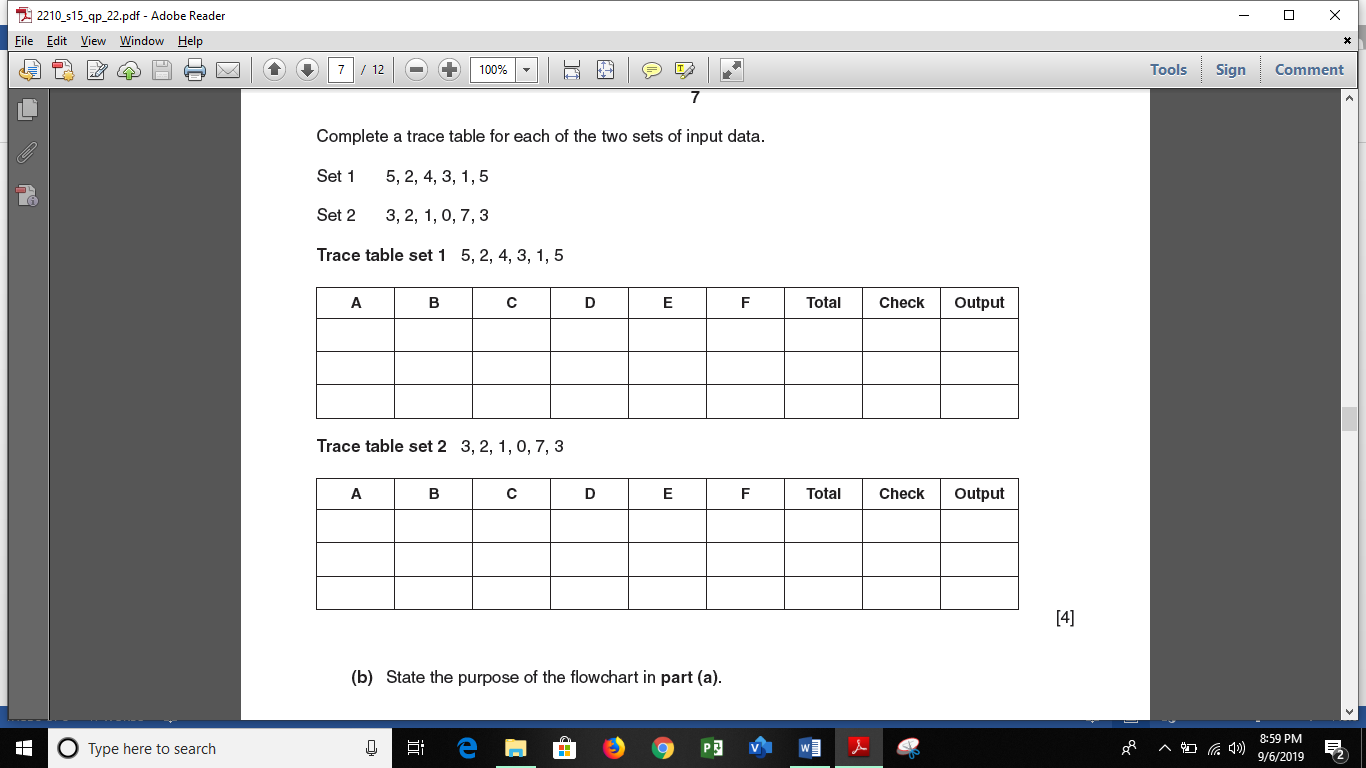 2210_s15_qp_22.pdf - Adobe Reader
File Edit View Window Help
7 / 12 100% Tools Sign Comment
7
Complete a trace table for each of the two sets of input data.
Set 1 5, 2, 4, 3, 1, 5
Set 2 3, 2, 1, 0, 7, 3
Trace table set 1 5, 2, 4, 3, 1, 5
A B C D E F Total Check Output
Trace table set 2 3, 2, 1, 0, 7, 3
A B C D E F Total Check Output
[4]
(b) State the purpose of the flowchart in part (a).
Type here to search
8:59 PM
9/6/2019
2